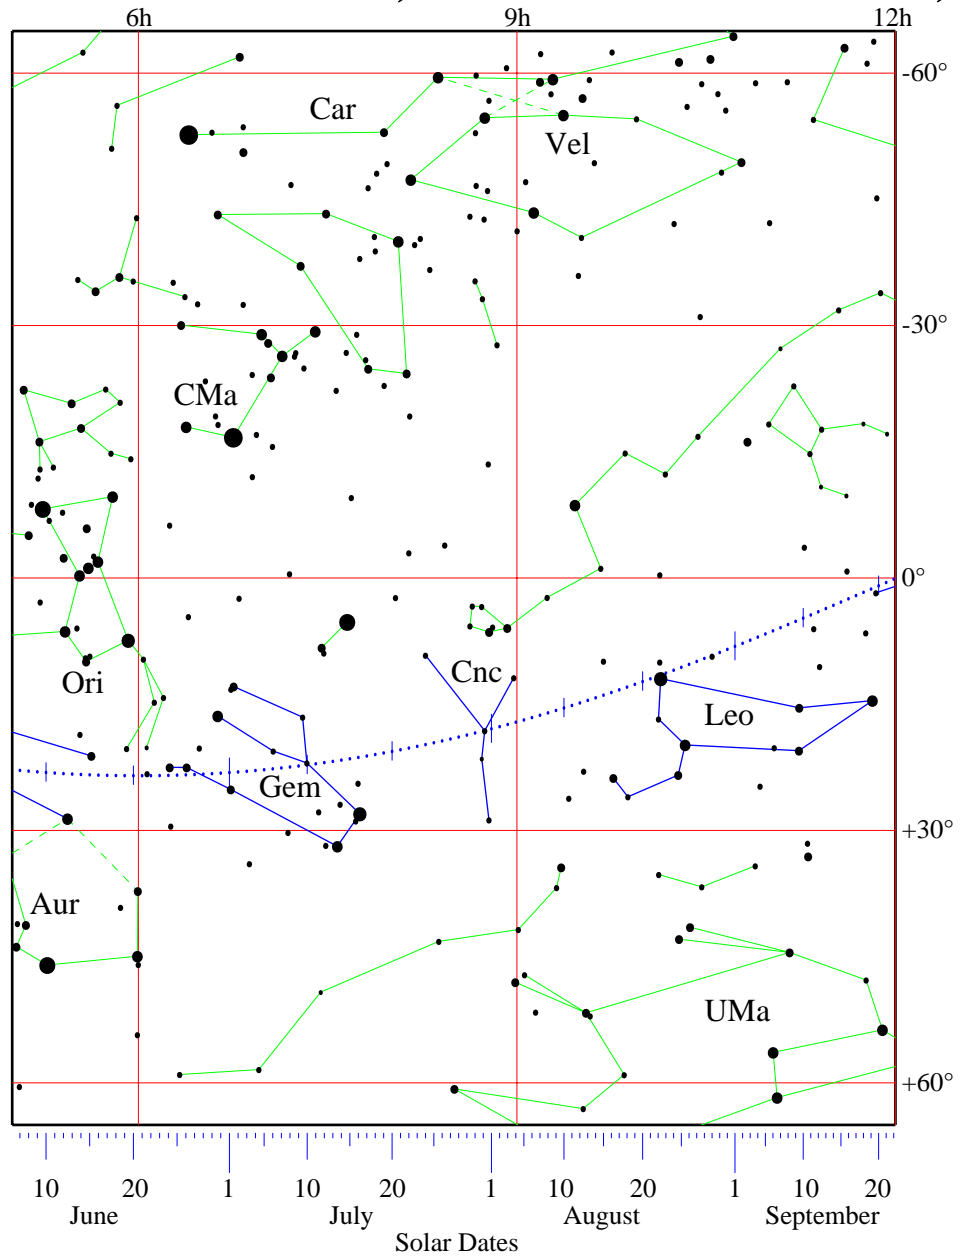 6h 9h 12h
-60°
Car
Vel
-30°
CMa
0°
Cnc
Ori
Leo
Gem
+30°
Aur
UMa
+60°
10 20 1 10 20 1 10 20 1 10 20
June July August September
Solar Dates